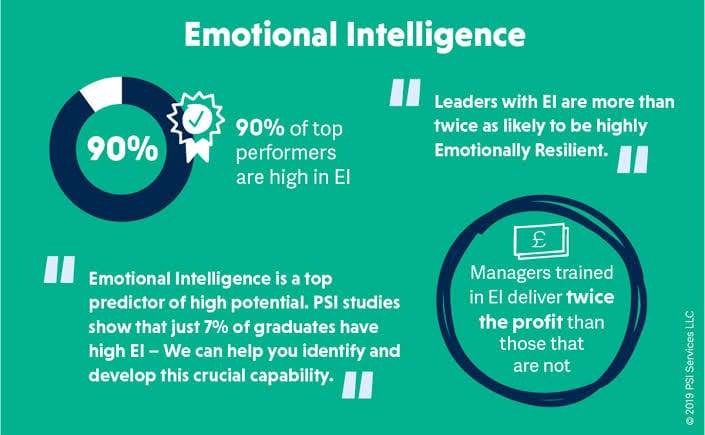 Emotional Intelligence
90%
90% of top
performers
are high in EI
"
Leaders with EI are more than
twice as likely to be highly
Emotionally Resilient.
"
"
Emotional Intelligence is a top
predictor of high potential. PSI studies
show that just 7% of graduates have
high EI – We can help you identify and
develop this crucial capability.
"
£
Managers trained
in EI deliver twice
the profit than
those that
are not
© 2019 PSI Services LLC